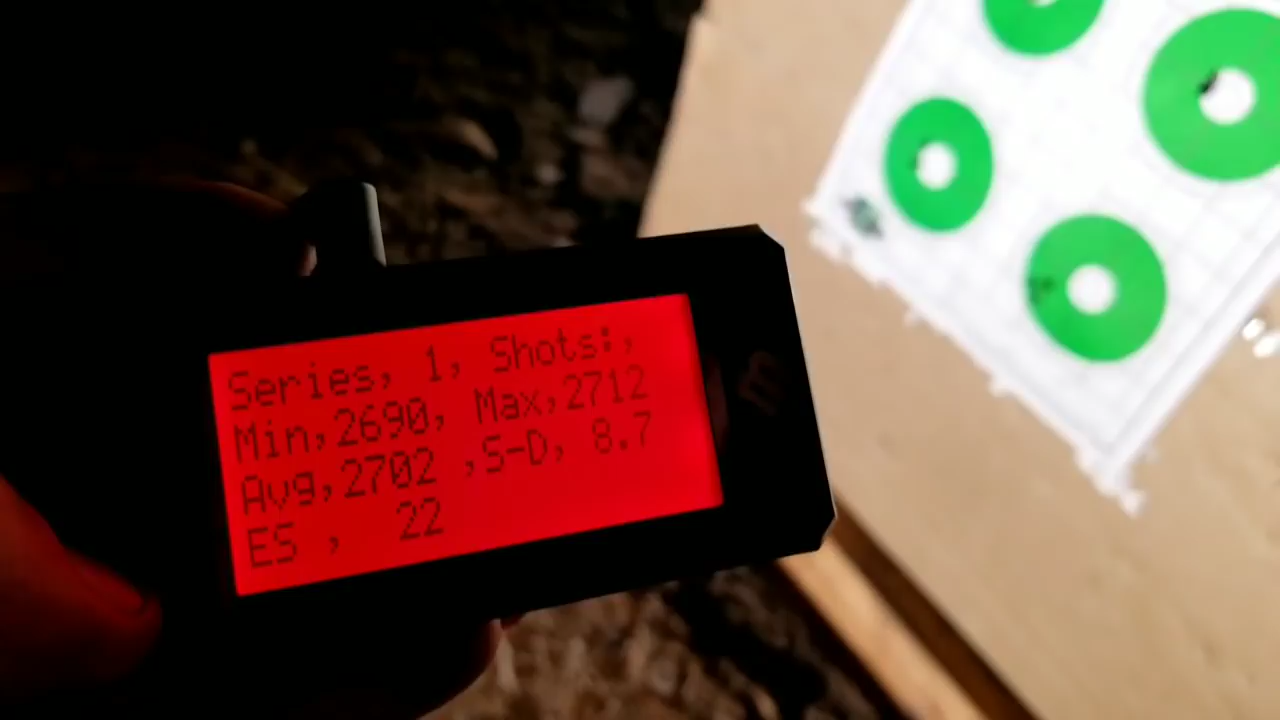 Series, 1, Shots:,
Min,2690, Max,2712
Avg,2702 ,S-D, 8.7
ES , 22
m